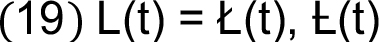 (19) L(t) = Ł(t), Ƚ(t)